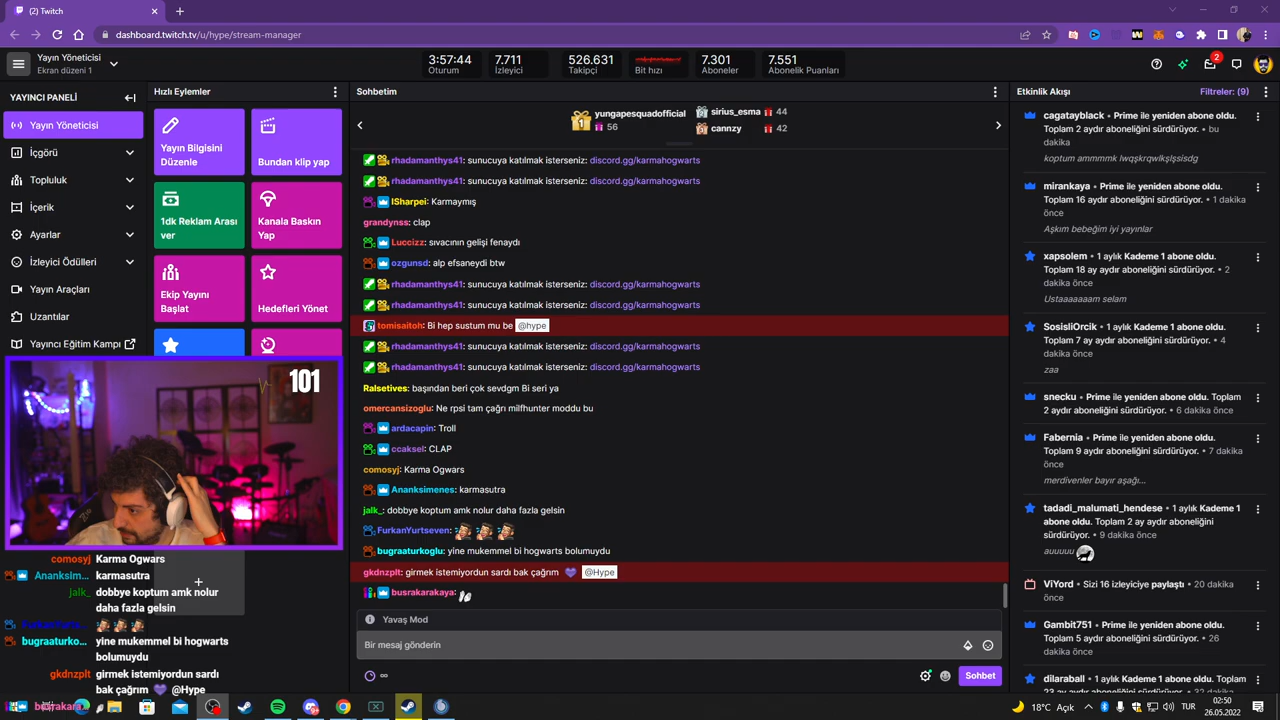 (2) Twitch
dashboard.twitch.tv/u/hype/stream-manager
Yayın Yöneticisi
Ekran düzeni 1
3:57:44
Oturum
7.711
İzleyici
526.631
Takipçi
Bit hızı
7.301
Aboneler
7.551
Abonelik Puanları
2
YAYINCI PANELİ
Yayın Yöneticisi
İçgörü
Topluluk
İçerik
Ayarlar
İzleyici Ödülleri
Yayın Araçları
Uzantılar
Yayıncı Eğitim Kampı
Hızlı Eylemler
Yayın Bilgisini
Düzenle
Bundan klip yap
1dk Reklam Arası
ver
Kanala Baskın
Yap
Ekip Yayını
Başlat
Hedefleri Yönet
101
comosyj Karma Ogwars
Ananksim... karmasutra
jalk_: dobbye koptum amk nolur
daha fazla gelsin
bugraaturko... yine mukemmel bi hogwarts
bolumuydu
gkdnzplt girmek istemiyordun sardı
bak çağrım @Hype
Sohbetim
yungapesquadofficial
1
56
sirius_esma 44
cannzy 42
rhadamanthys41: sunucuya katılmak isterseniz: discord.gg/karmahogwarts
rhadamanthys41: sunucuya katılmak isterseniz: discord.gg/karmahogwarts
ISharpei: Karmaymış
grandynss: clap
Luccizz: sıvacının gelişi fenaydı
ozgunsd: alp efsaneydi btw
rhadamanthys41: sunucuya katılmak isterseniz: discord.gg/karmahogwarts
rhadamanthys41: sunucuya katılmak isterseniz: discord.gg/karmahogwarts
tomisaitoh: Bi hep sustum mu be @hype
rhadamanthys41: sunucuya katılmak isterseniz: discord.gg/karmahogwarts
rhadamanthys41: sunucuya katılmak isterseniz: discord.gg/karmahogwarts
Ralsetives: başından beri çok sevdgm Bi seri ya
omercansizoglu: Ne rpsi tam çağrı milfhunter moddu bu
ardacapin: Troll
ccaksel: CLAP
comosyj: Karma Ogwars
Ananksimenes: karmasutra
jalk_: dobbye koptum amk nolur daha fazla gelsin
FurkanYurtseven:
bugraaturkoglu: yine mukemmel bi hogwarts bolumuydu
gkdnzplt: girmek istemiyordun sardı bak çağrım @Hype
busrakarakaya:
Yavaş Mod
Bir mesaj gönderin
∞
Sohbet
Etkinlik Akışı
Filtreler: (9)
cagatayblack • Prime ile yeniden abone oldu.
Toplam 2 aydır aboneliğini sürdürüyor. • bu
dakika
koptum ammmmk lwqşkrqwlkşlşsisdg
mirankaya • Prime ile yeniden abone oldu.
Toplam 16 aydır aboneliğini sürdürüyor. • 1 dakika
önce
Aşkım bebeğim iyi yayınlar
xapsolem • 1 aylık Kademe 1 abone oldu.
Toplam 18 ay aydır aboneliğini sürdürüyor. • 2
dakika önce
Ustaaaaaaam selam
SosisliOrcik • 1 aylık Kademe 1 abone oldu.
Toplam 7 ay aydır aboneliğini sürdürüyor. • 4
dakika önce
zaa
snecku • Prime ile yeniden abone oldu. Toplam
2 aydır aboneliğini sürdürüyor. • 6 dakika önce
Fabernia • Prime ile yeniden abone oldu.
Toplam 9 aydır aboneliğini sürdürüyor. • 7 dakika
önce
merdivenler bayır aşağı...
tadadi_malumati_hendese • 1 aylık Kademe 1
abone oldu. Toplam 2 ay aydır aboneliğini
sürdürüyor. • 9 dakika önce
auuuuu
ViYord • Sizi 16 izleyiciye paylaştı • 20 dakika
önce
Gambit751 • Prime ile yeniden abone oldu.
Toplam 5 aydır aboneliğini sürdürüyor. • 26
dakika önce
dilaraball • 1 aylık Kademe 1 abone oldu.
18°C Açık
TUR
02:50
26.05.2022